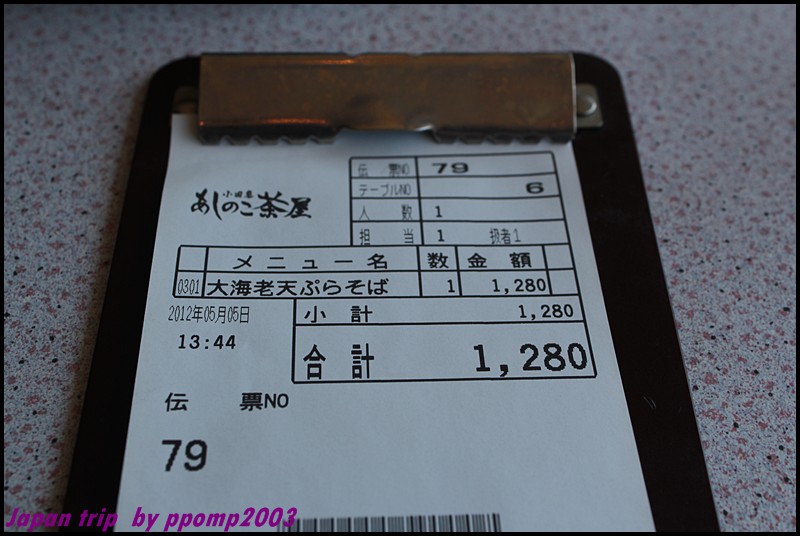 小田急
あしのこ茶屋
伝 票NO 79
テーブルNO 6
人 数 1
担 当 1 扱者1
メニュー名 数 金額
0301 大海老天ぷらそば 1 1,280
2012年05月05日
小 計 1,280
13:44
合 計 1,280
伝 票NO
79
Japan trip by ppomp2003